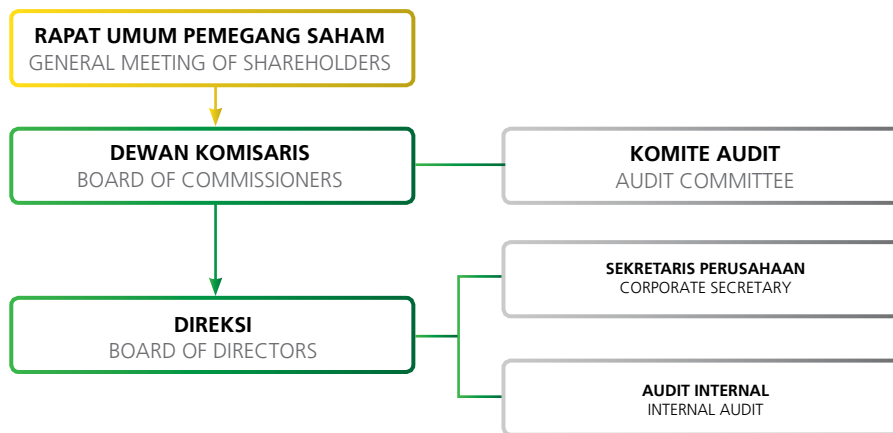 RAPAT UMUM PEMEGANG SAHAM
GENERAL MEETING OF SHAREHOLDERS
DEWAN KOMISARIS
BOARD OF COMMISSIONERS
KOMITE AUDIT
AUDIT COMMITTEE
SEKRETARIS PERUSAHAAN
CORPORATE SECRETARY
DIREKSI
BOARD OF DIRECTORS
AUDIT INTERNAL
INTERNAL AUDIT